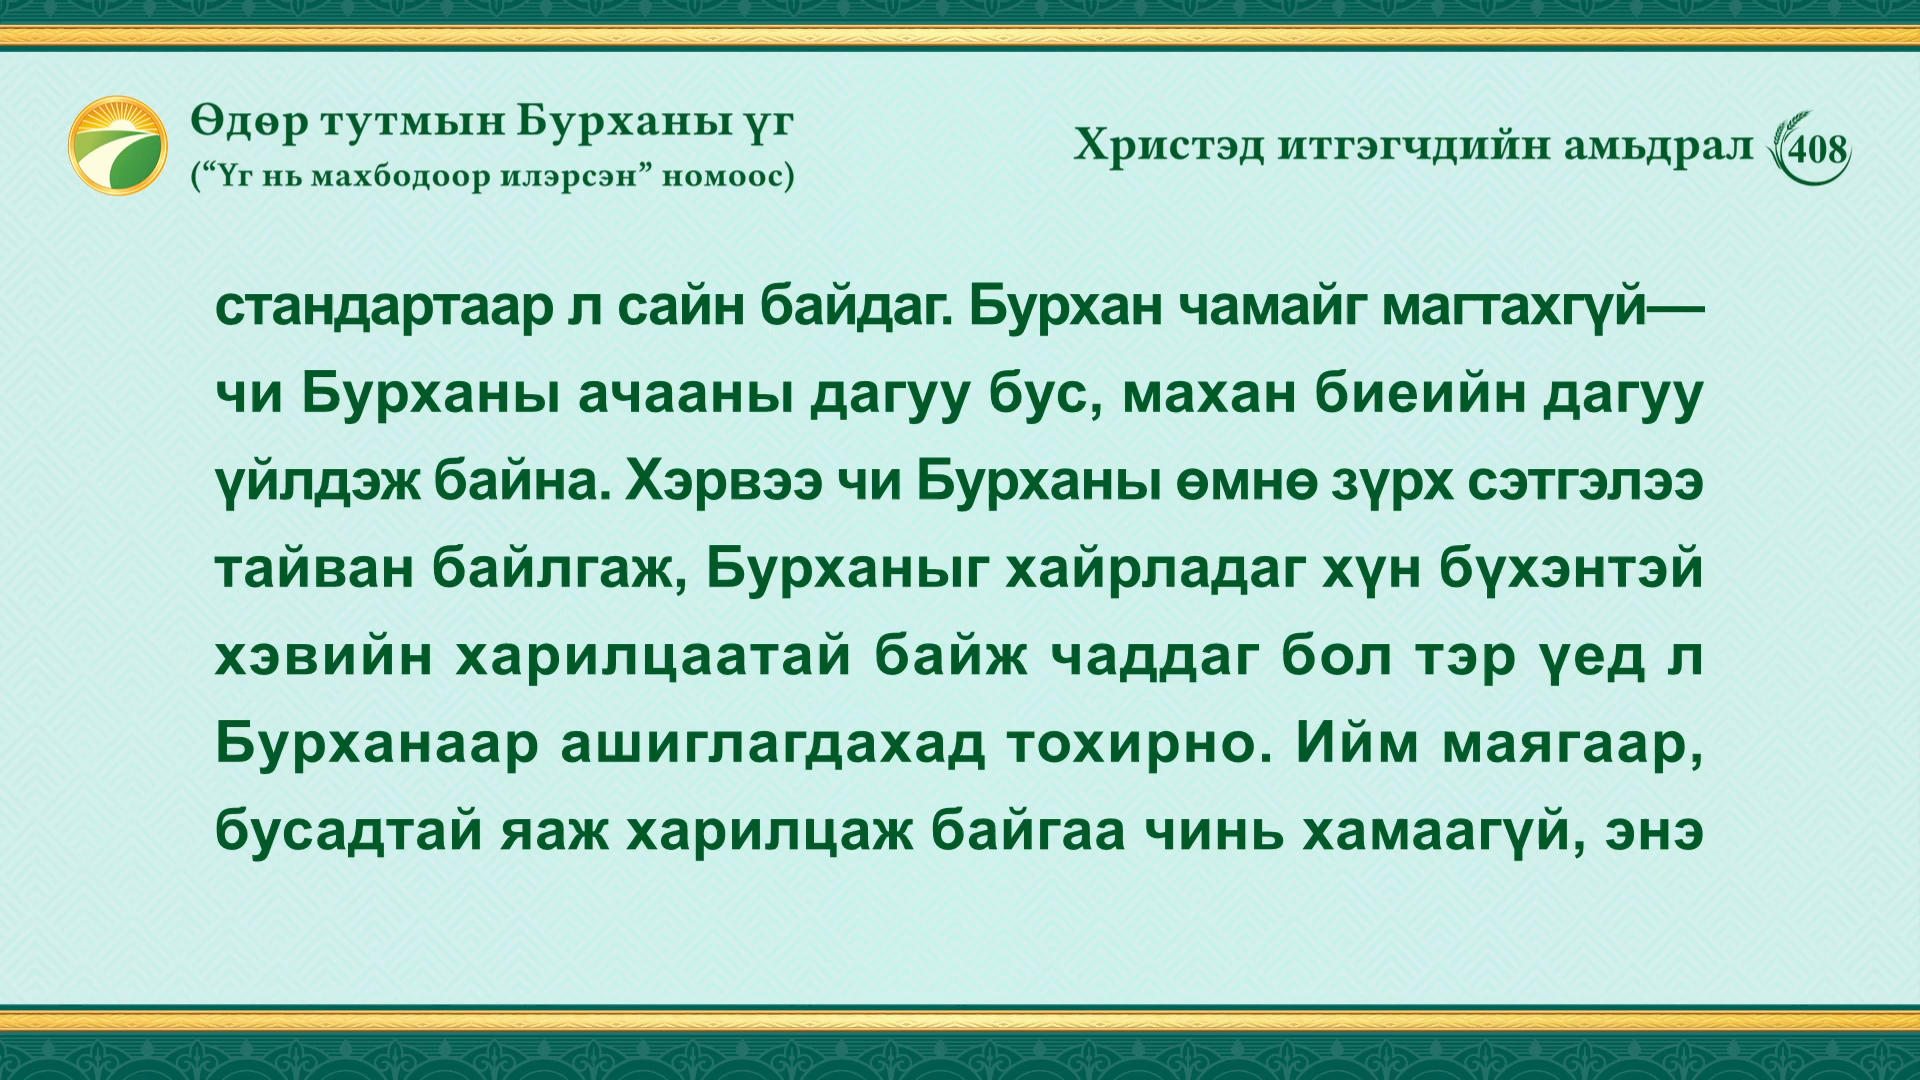 Өдөр тутмын Бурханы үг
(“Үг нь махбодоор илэрсэн” номоос)
Христэд итгэгчдийн амьдрал 408
стандартаар л сайн байдаг. Бурхан чамайг магтахгүй—
чи Бурханы ачааны дагуу бус, махан биеийн дагуу
үйлдэж байна. Хэрвээ чи Бурханы өмнө зүрх сэтгэлээ
тайван байлгаж, Бурханыг хайрладаг хүн бүхэнтэй
хэвийн харилцаатай байж чаддаг бол тэр үед л
Бурханаар ашиглагдахад тохирно. Ийм маягаар,
бусадтай яаж харилцаж байгаа чинь хамаагүй, энэ